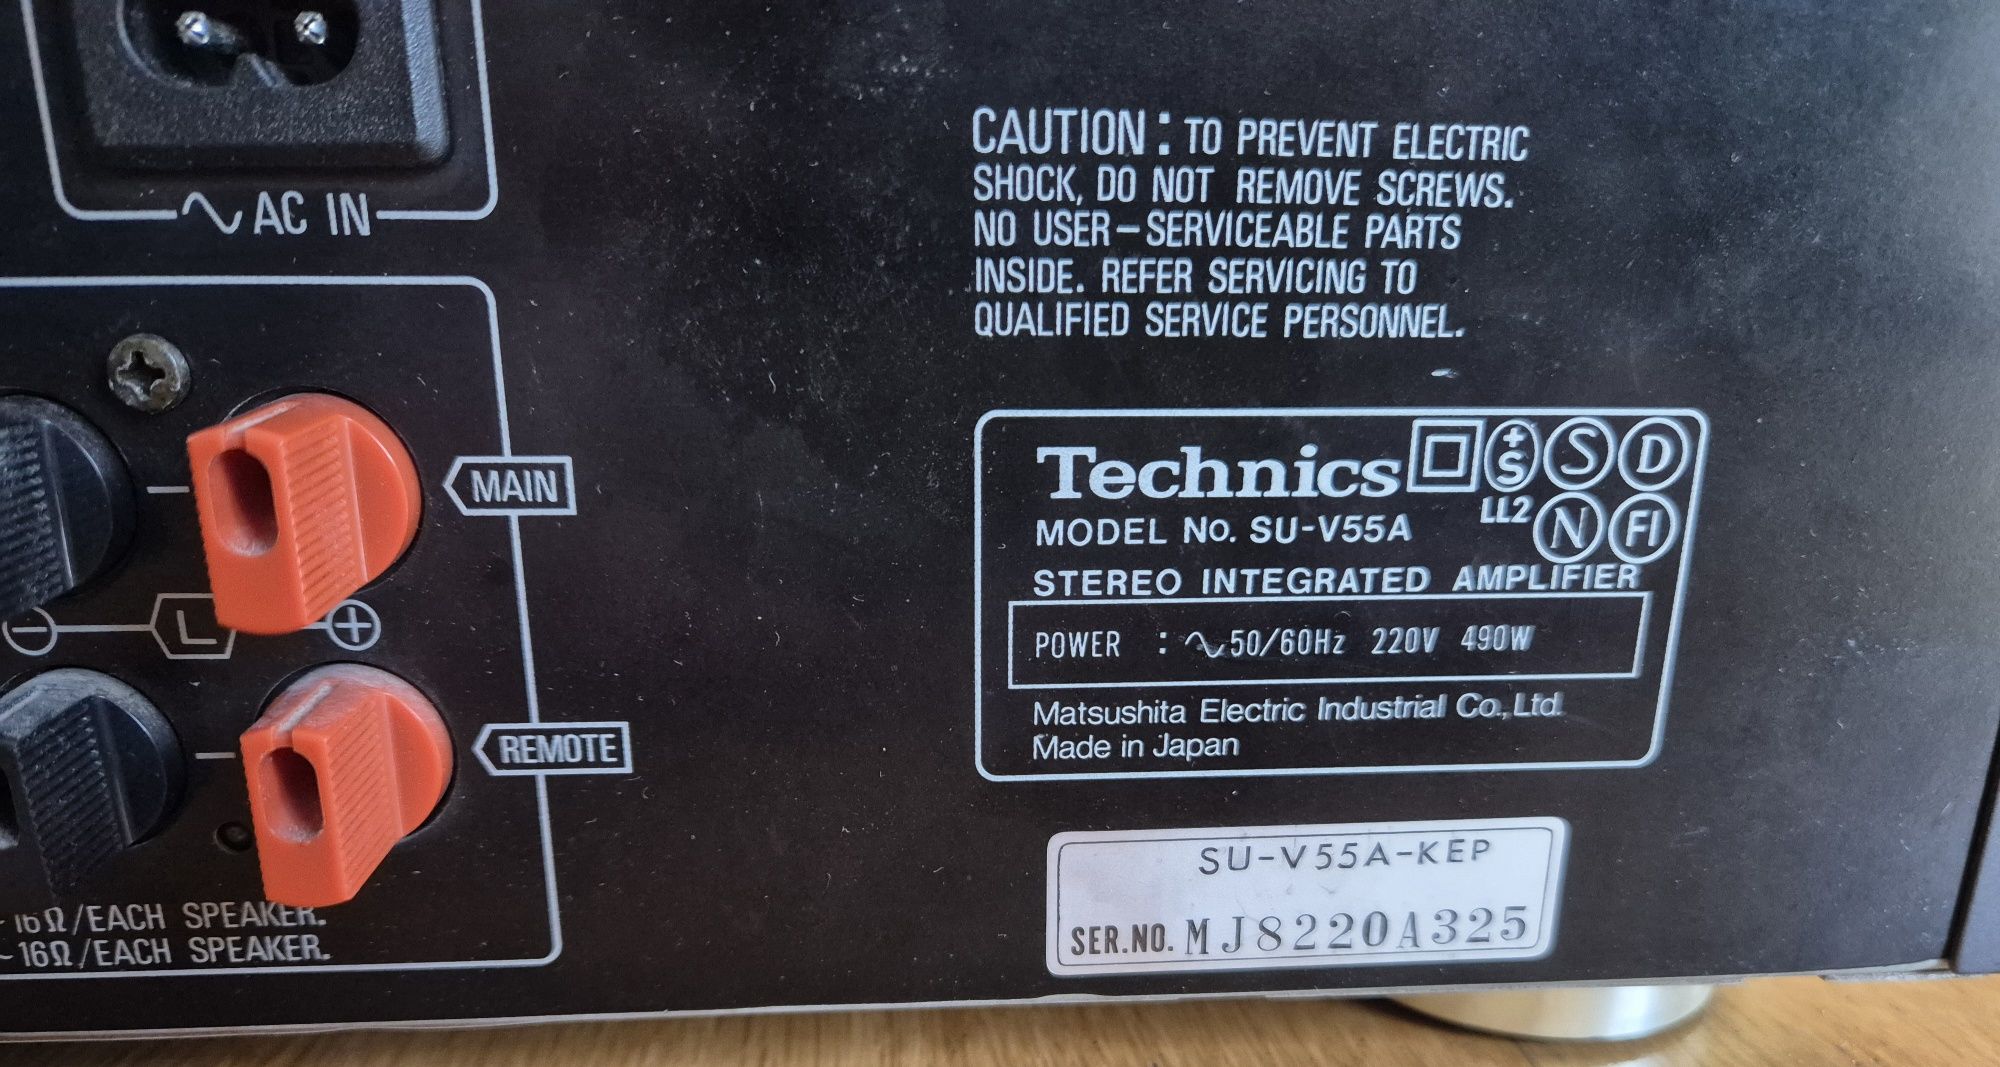 ∿ AC IN
CAUTION : TO PREVENT ELECTRIC
SHOCK, DO NOT REMOVE SCREWS.
NO USER–SERVICEABLE PARTS
INSIDE. REFER SERVICING TO
QUALIFIED SERVICE PERSONNEL.
MAIN
L
REMOTE
16Ω/EACH SPEAKER.
~16Ω/EACH SPEAKER.
Technics
S S D
LL2 N FI
MODEL No. SU-V55A
STEREO INTEGRATED AMPLIFIER
POWER : ∿50/60Hz 220V 490W
Matsushita Electric Industrial Co., Ltd.
Made in Japan
SU-V55A-KEP
SER.NO. MJ8220A325